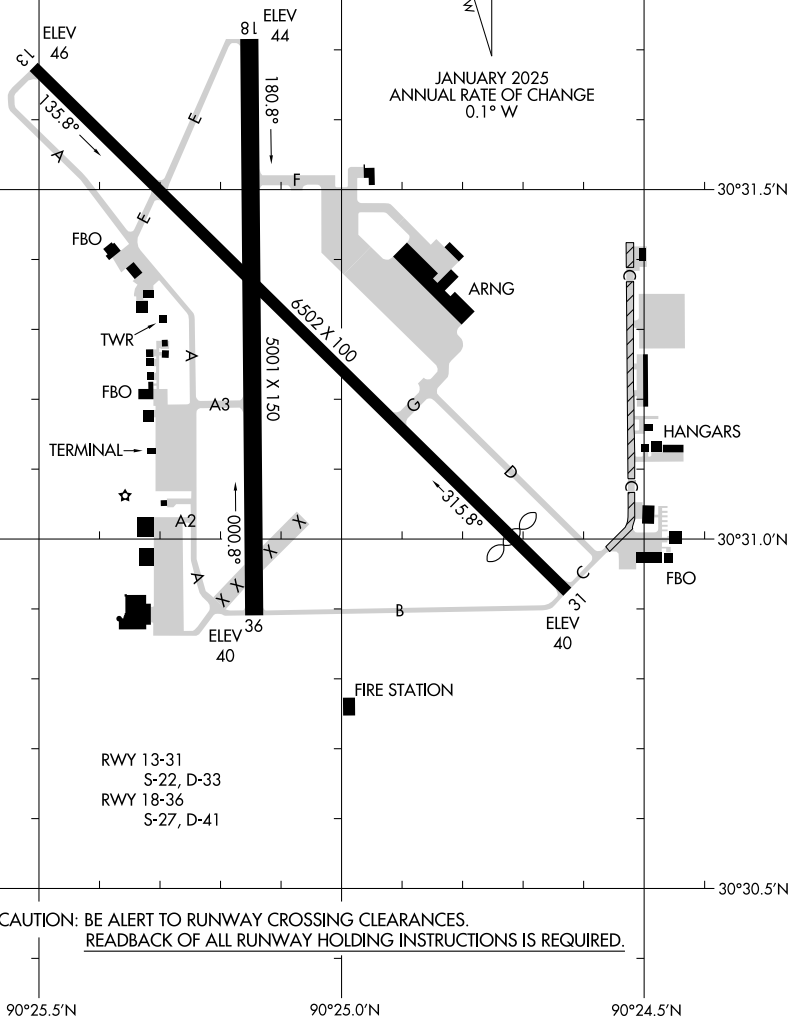 W
ELEV
46
13
18
ELEV
44
JANUARY 2025
ANNUAL RATE OF CHANGE
0.1° W
135.8°
180.8°
A
E
F
30°31.5'N
E
FBO
ARNG
C
TWR
A
6502 X 100
5001 X 150
FBO
A3
G
TERMINAL
HANGARS
D
C
315.8°
A2
000.8°
X
X
X
X
30°31.0'N
A
C
FBO
B
31
36
ELEV
40
ELEV
40
FIRE STATION
RWY 13-31
S-22, D-33
RWY 18-36
S-27, D-41
30°30.5'N
CAUTION: BE ALERT TO RUNWAY CROSSING CLEARANCES.
READBACK OF ALL RUNWAY HOLDING INSTRUCTIONS IS REQUIRED.
90°25.5'N
90°25.0'N
90°24.5'N